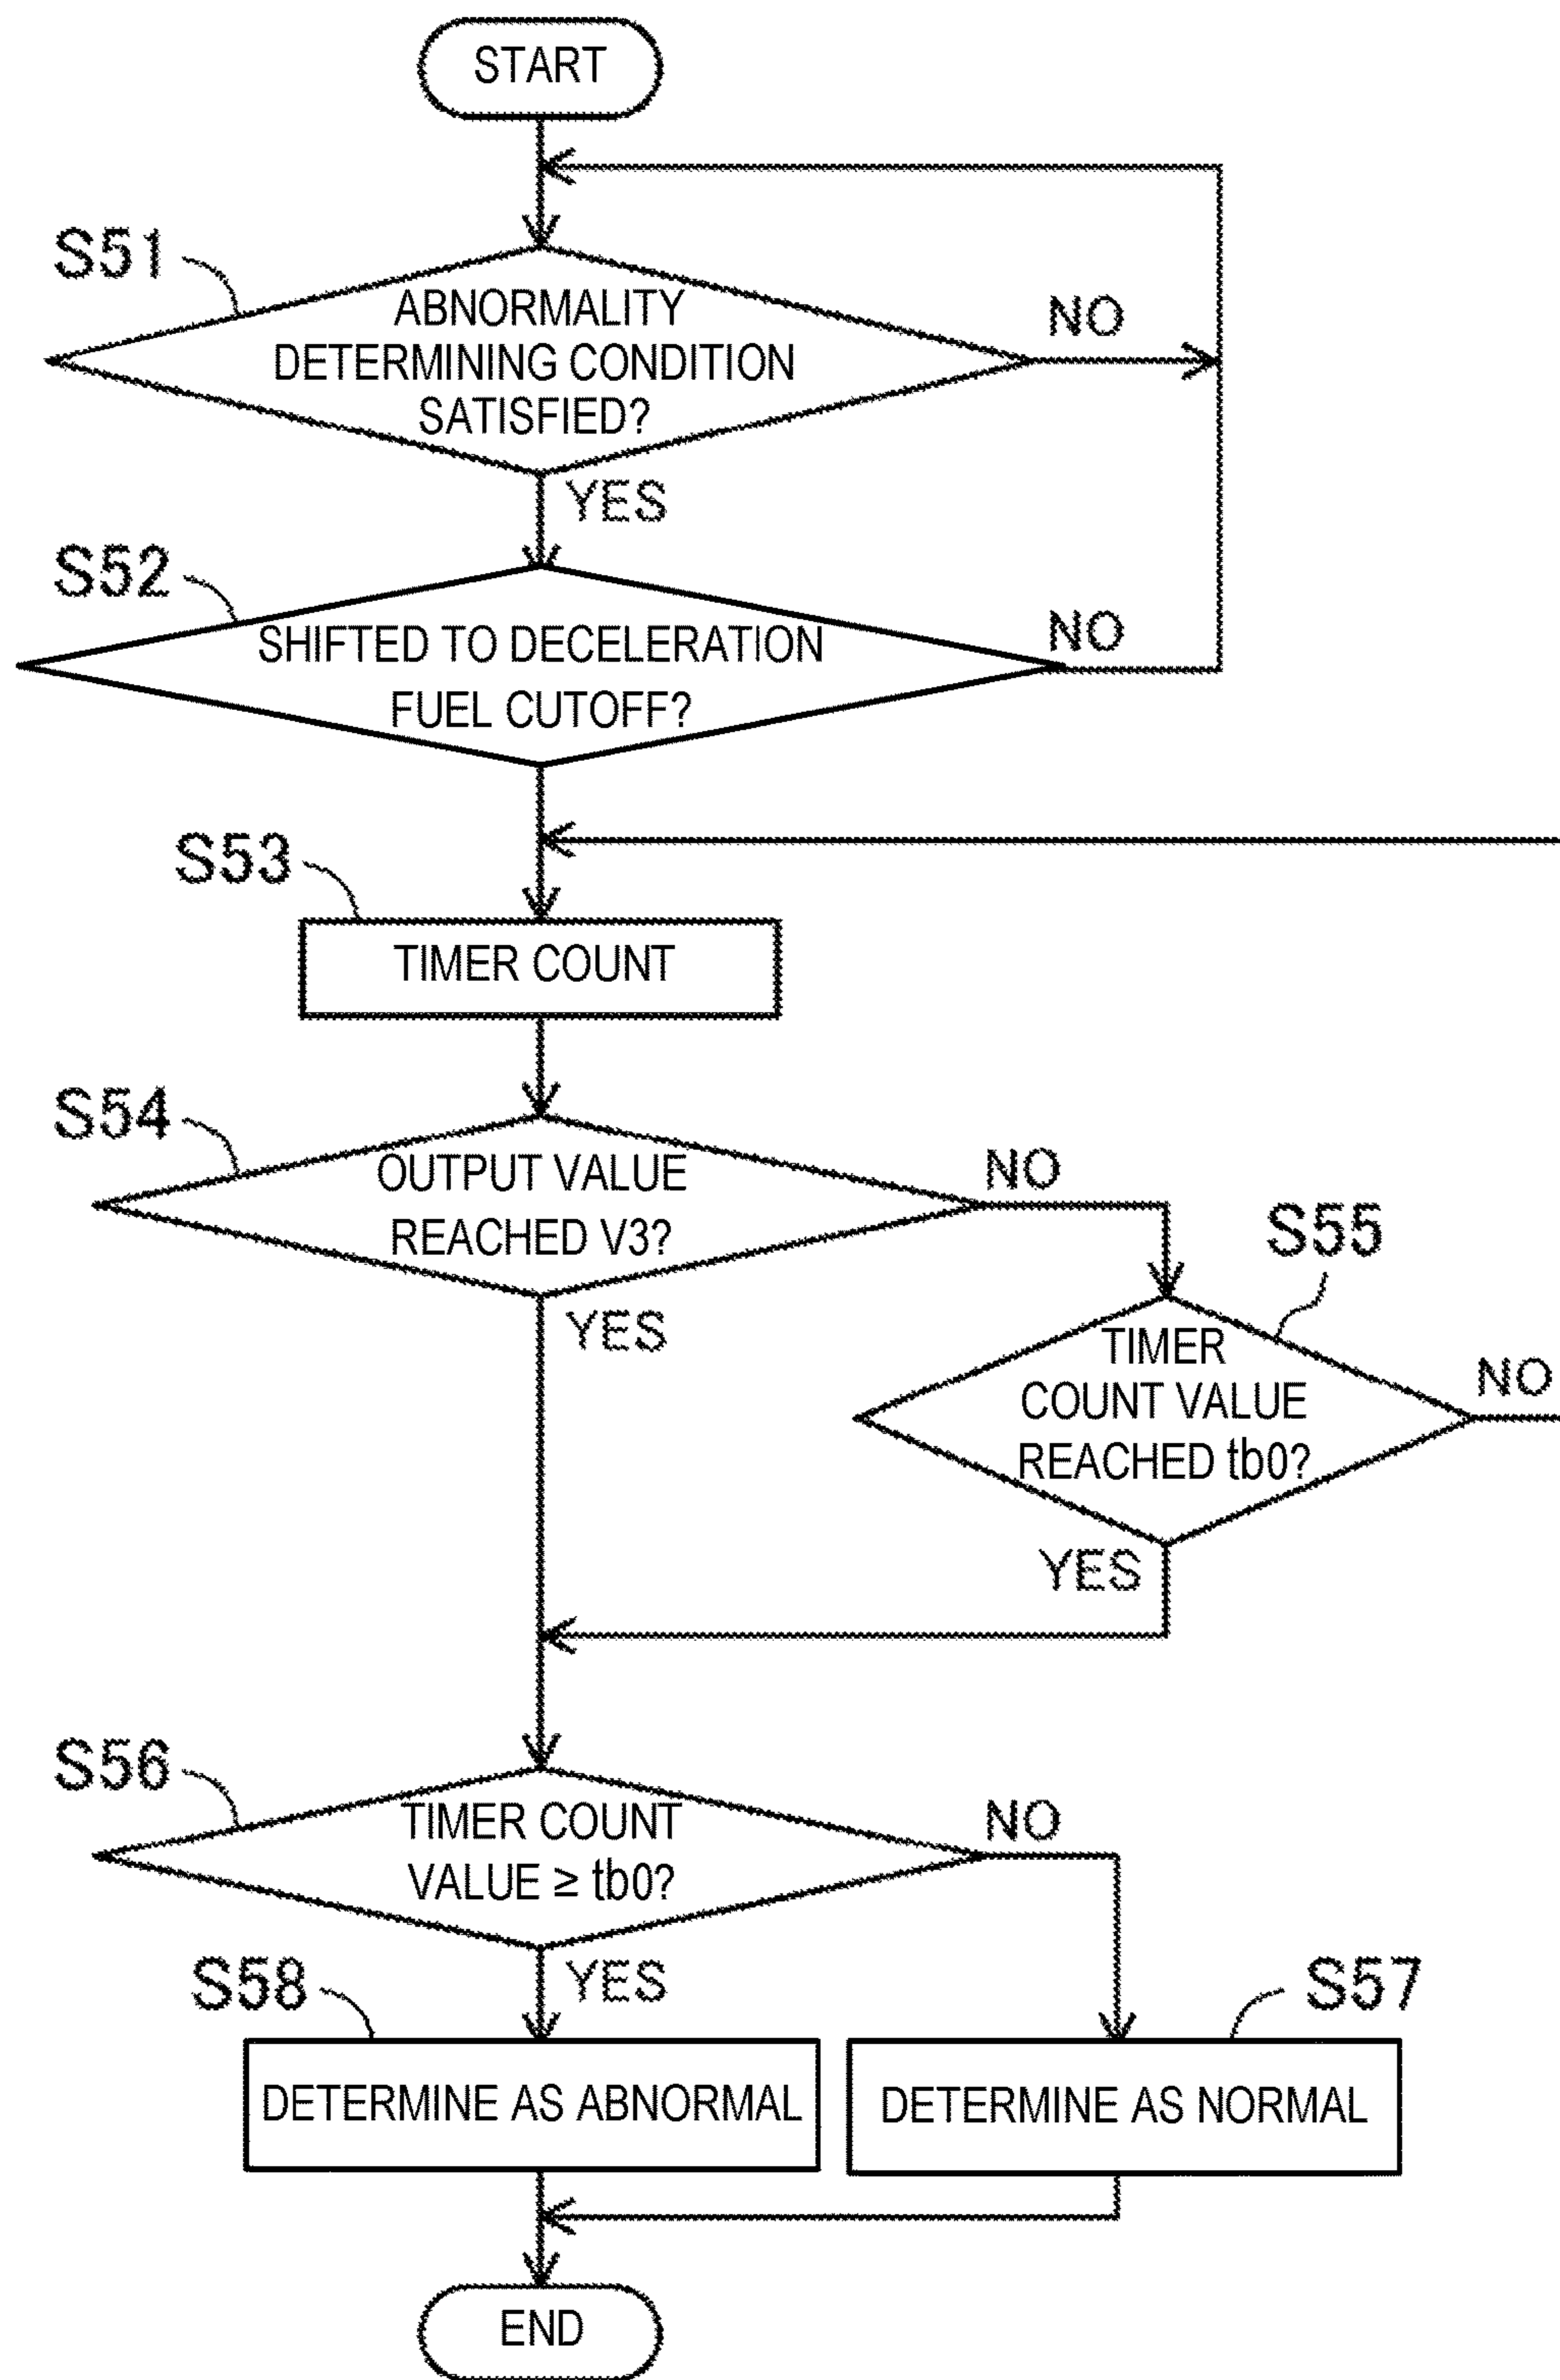 START
S51
ABNORMALITY
DETERMINING CONDITION
SATISFIED?
NO
YES
S52
SHIFTED TO DECELERATION
FUEL CUTOFF?
NO
S53
TIMER COUNT
S54
OUTPUT VALUE
REACHED V3?
NO
YES
S55
TIMER
COUNT VALUE
REACHED tb0?
NO
YES
S56
TIMER COUNT
VALUE ≥ tb0?
NO
YES
S58
DETERMINE AS ABNORMAL
S57
DETERMINE AS NORMAL
END